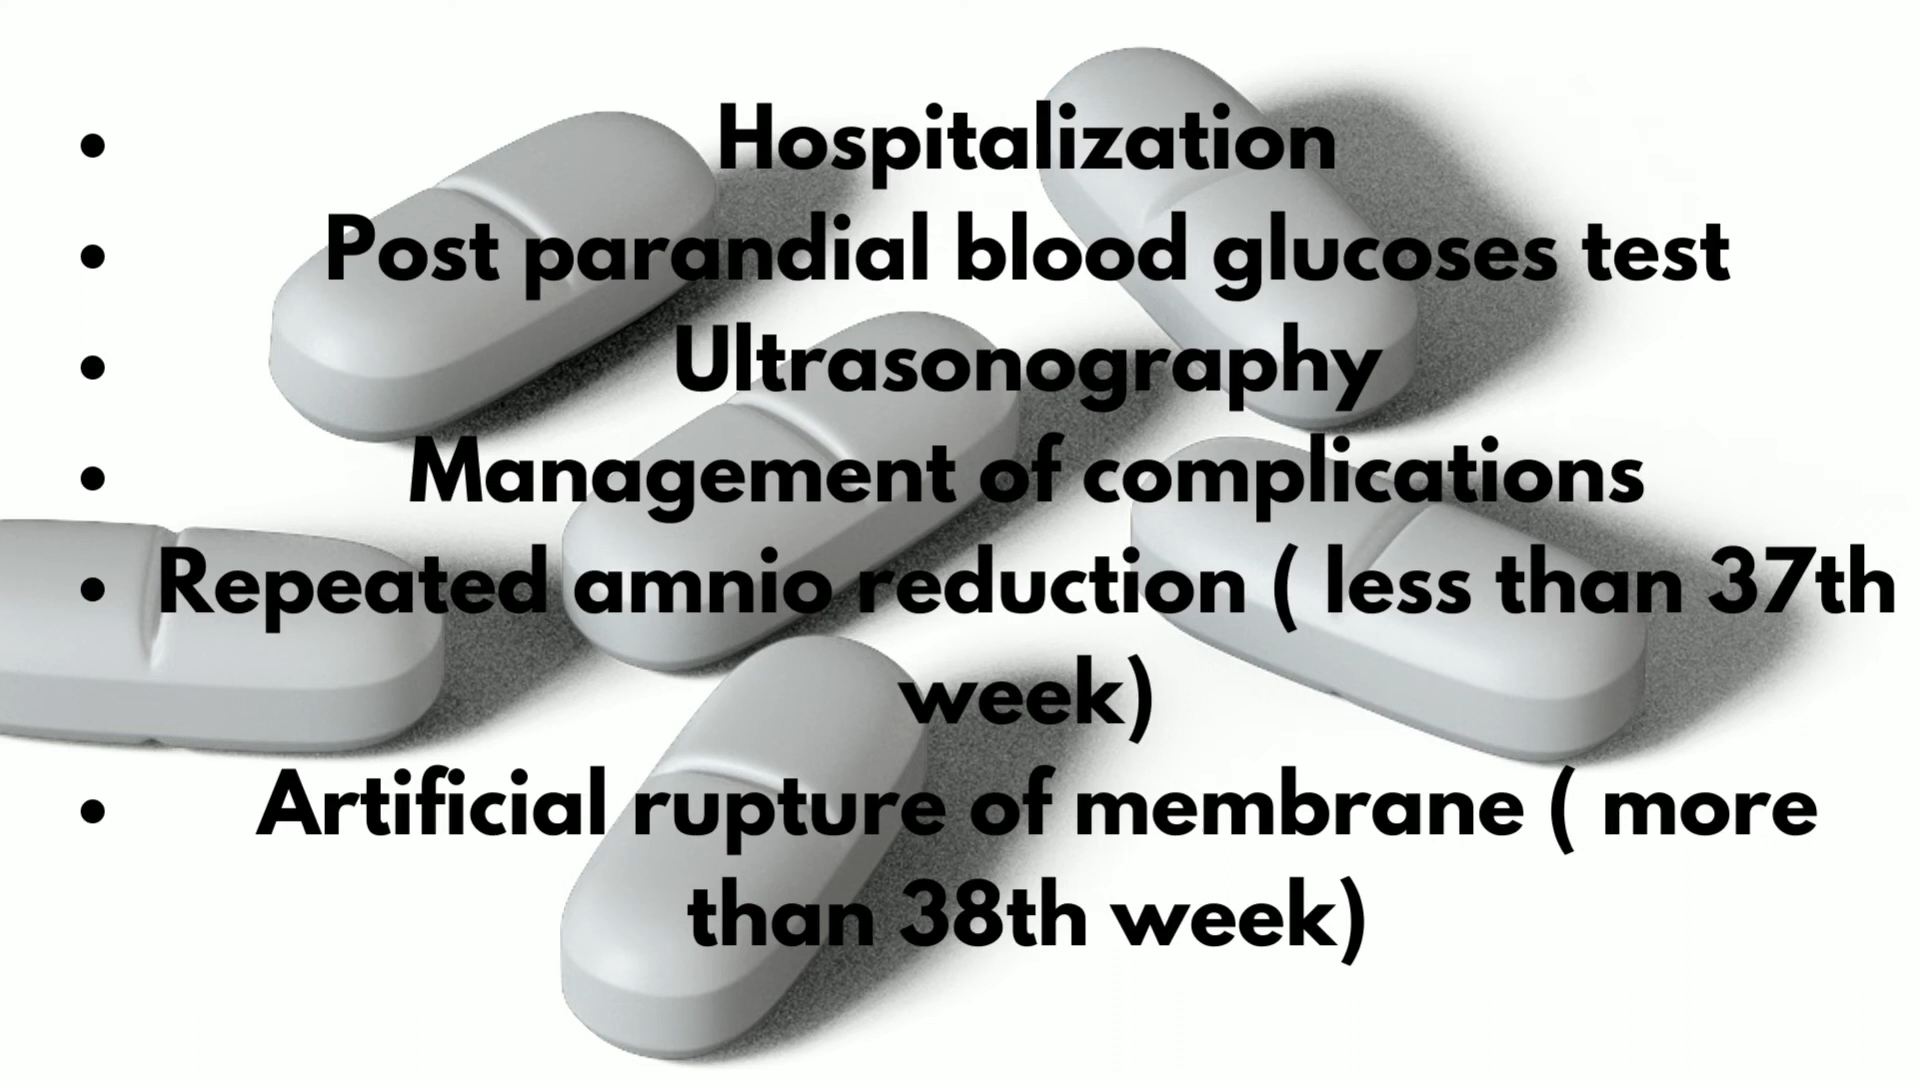 • Hospitalization
• Post parandial blood glucoses test
• Ultrasonography
• Management of complications
• Repeated amnio reduction ( less than 37th
week)
• Artificial rupture of membrane ( more
than 38th week)